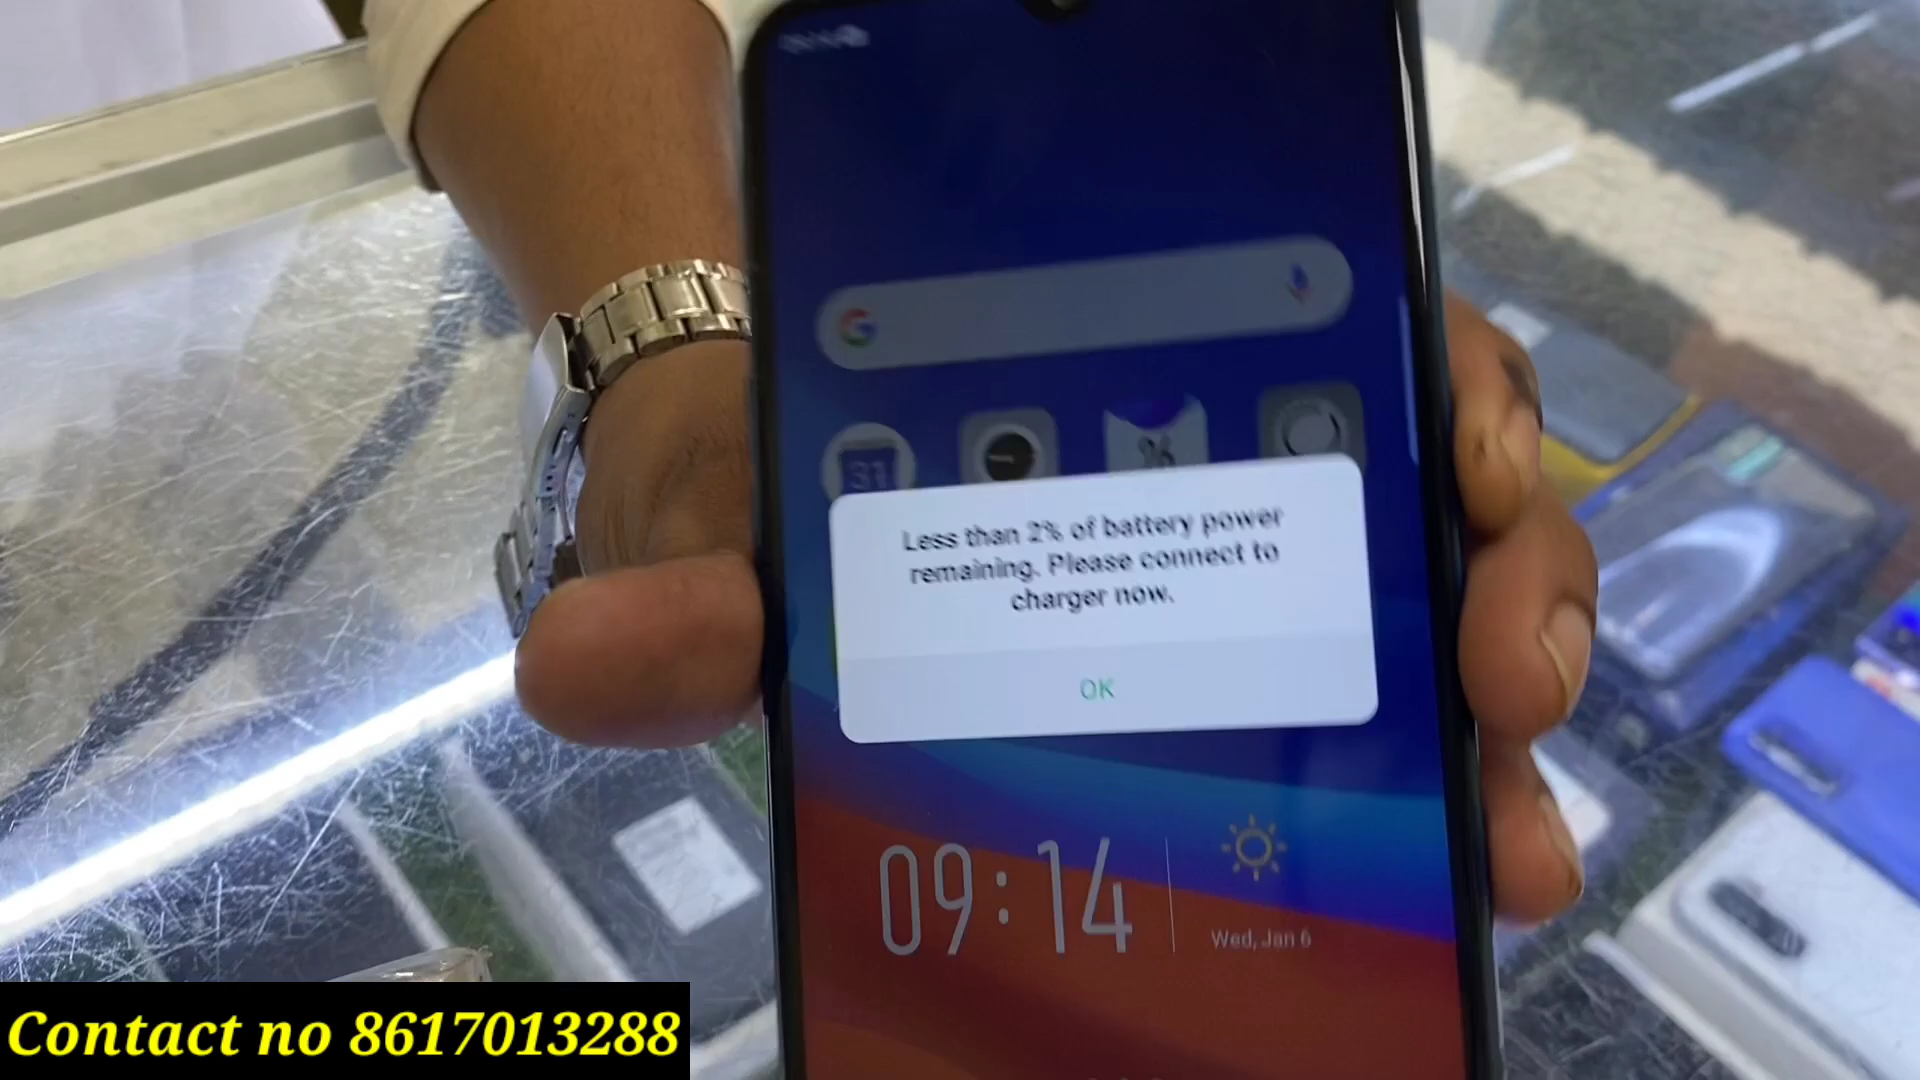 31
Less than 2% of battery power
remaining. Please connect to
charger now.
OK
09:14
Wed, Jan 6
Contact no 8617013288